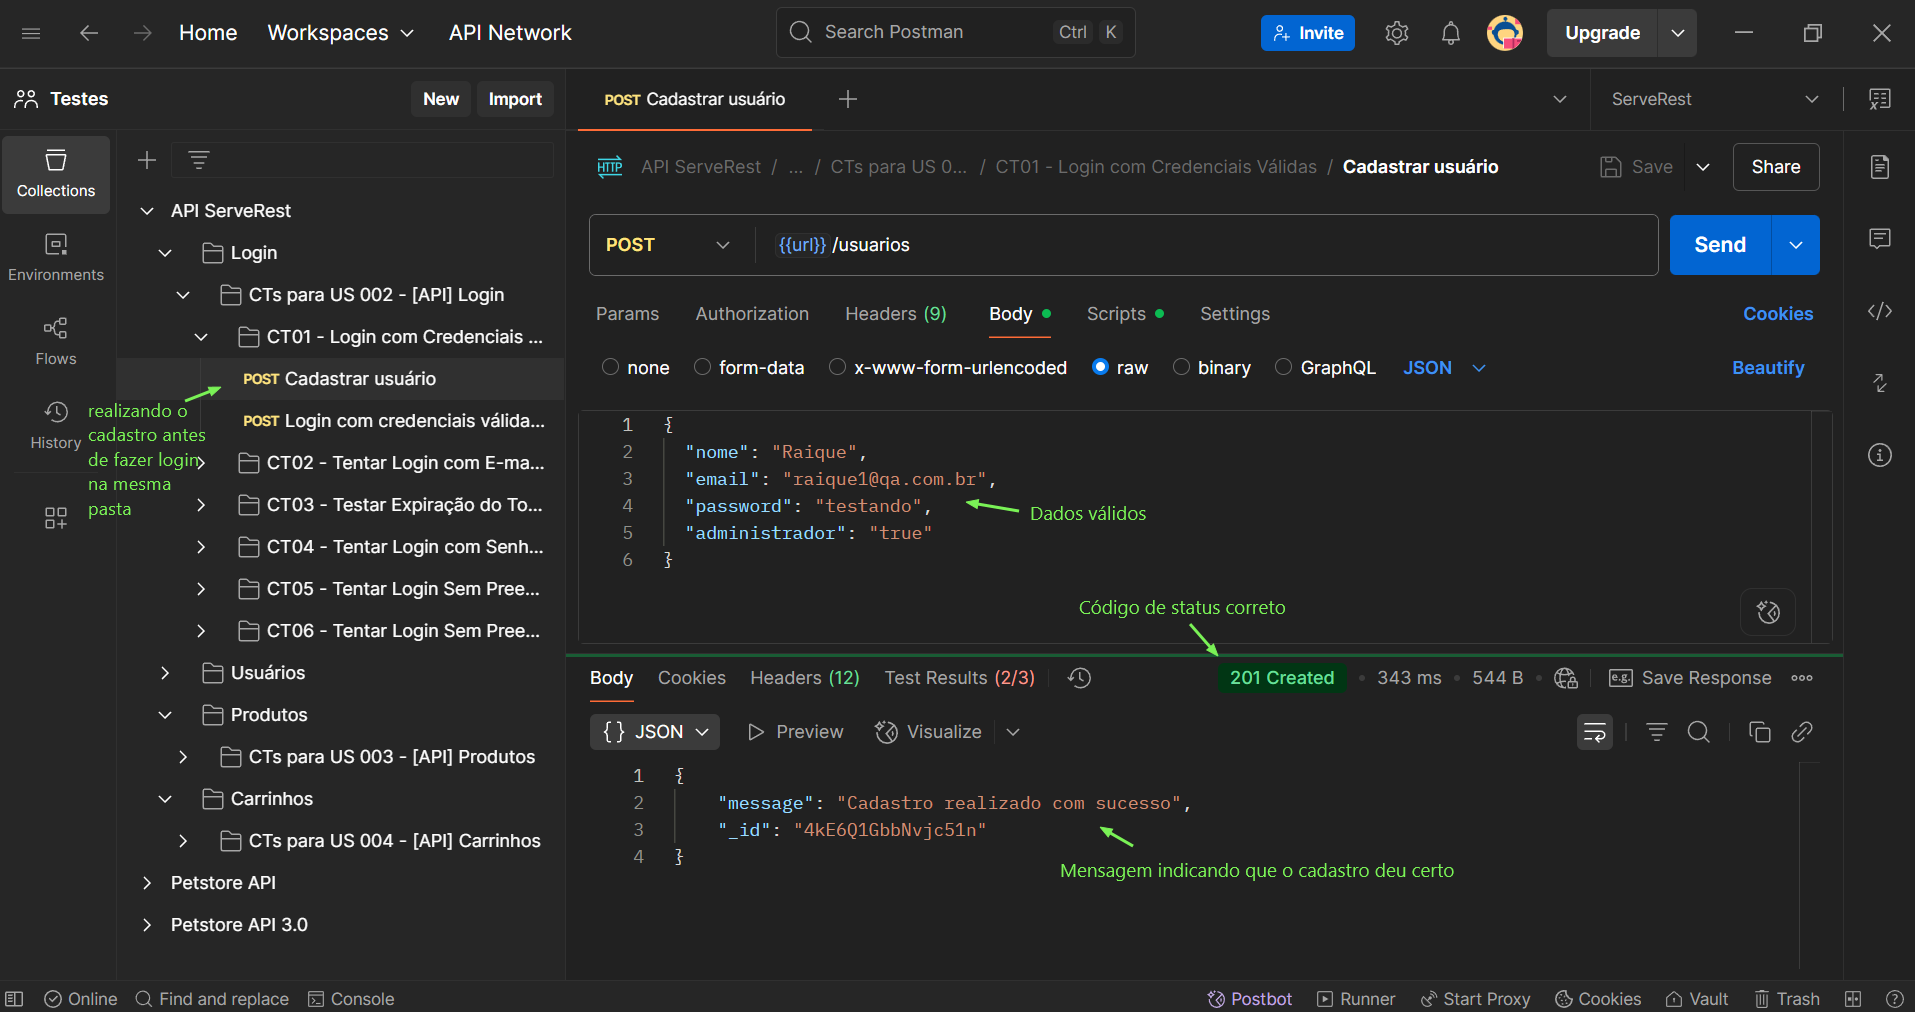 Home
Workspaces
API Network
Search Postman
Ctrl
K
Invite
Upgrade
Testes
New
Import
POST Cadastrar usuário
ServeRest
Collections
Environments
Flows
History
API ServeRest
Login
CTs para US 002 - [API] Login
CT01 - Login com Credenciais ...
POST Cadastrar usuário
POST Login com credenciais válida...
CT02 - Tentar Login com E-ma...
CT03 - Testar Expiração do To...
CT04 - Tentar Login com Senh...
CT05 - Tentar Login Sem Pree...
CT06 - Tentar Login Sem Pree...
Usuários
Produtos
CTs para US 003 - [API] Produtos
Carrinhos
CTs para US 004 - [API] Carrinhos
Petstore API
Petstore API 3.0
realizando o
cadastro antes
de fazer login
na mesma
pasta
HTTP API ServeRest / ... / CTs para US 0... / CT01 - Login com Credenciais Válidas / Cadastrar usuário
Save
Share
POST
{{url}} /usuarios
Send
Params
Authorization
Headers (9)
Body
Scripts
Settings
Cookies
none
form-data
x-www-form-urlencoded
raw
binary
GraphQL
JSON
Beautify
1 {
2 "nome": "Raique",
3 "email": "raique1@qa.com.br",
4 "password": "testando",
5 "administrador": "true"
6 }
Dados válidos
Código de status correto
Body
Cookies
Headers (12)
Test Results (2/3)
201 Created
343 ms
544 B
e.g. Save Response
{} JSON
Preview
Visualize
1 {
2 "message": "Cadastro realizado com sucesso",
3 "_id": "4kE6Q1GbbNvjc51n"
4 }
Mensagem indicando que o cadastro deu certo
Online
Find and replace
Console
Postbot
Runner
Start Proxy
Cookies
Vault
Trash